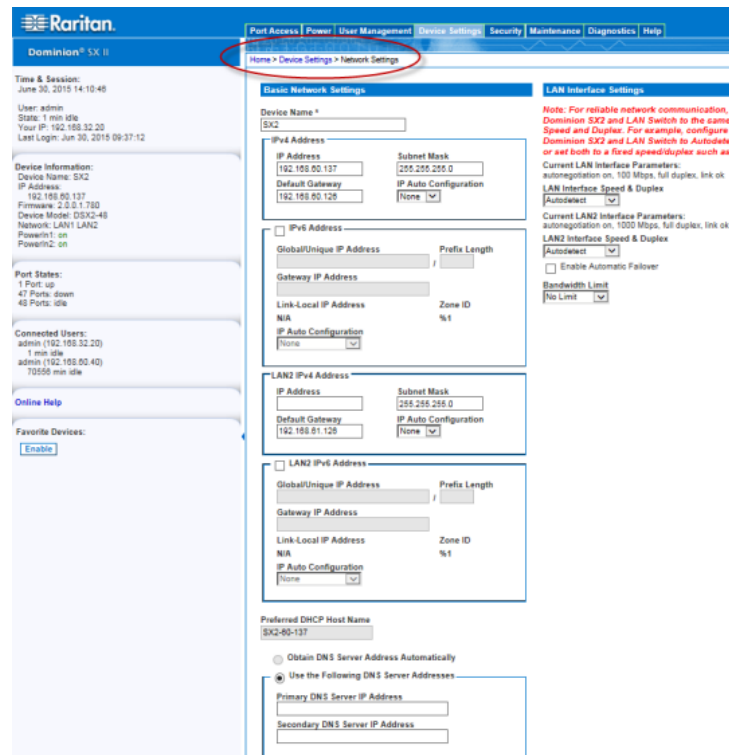 Raritan.
Dominion® SX II
Port Access Power User Management Device Settings Security Maintenance Diagnostics Help
Home > Device Settings > Network Settings
Time & Session:
June 30, 2015 14:10:46
User: admin
State: 1 min idle
Your IP: 192.168.32.20
Last Login: Jun 30, 2015 09:37:12
Device Information:
Device Name: SX2
IP Address:
192.168.60.137
Firmware: 2.0.0.1.780
Device Model: DSX2-48
Network: LAN1 LAN2
PowerIn1: on
PowerIn2: on
Port States:
1 Port: up
47 Ports: down
48 Ports: idle
Connected Users:
admin (192.168.32.20)
1 min idle
admin (192.168.60.40)
70556 min idle
Online Help
Favorite Devices:
Enable
Basic Network Settings
Device Name *
SX2
IPv4 Address
IP Address Subnet Mask
192.168.60.137 255.255.255.0
Default Gateway IP Auto Configuration
192.168.60.126 None
IPv6 Address
Global/Unique IP Address Prefix Length
/
Gateway IP Address
Link-Local IP Address Zone ID
N/A %1
IP Auto Configuration
None
LAN2 IPv4 Address
IP Address Subnet Mask
255.255.255.0
Default Gateway IP Auto Configuration
192.168.61.126 None
LAN2 IPv6 Address
Global/Unique IP Address Prefix Length
/
Gateway IP Address
Link-Local IP Address Zone ID
N/A %1
IP Auto Configuration
None
Preferred DHCP Host Name
SX2-60-137
Obtain DNS Server Address Automatically
Use the Following DNS Server Addresses
Primary DNS Server IP Address
Secondary DNS Server IP Address
LAN Interface Settings
Note: For reliable network communication,
Dominion SX2 and LAN Switch to the same
Speed and Duplex. For example, configure
Dominion SX2 and LAN Switch to Autodete
or set both to a fixed speed/duplex such as
Current LAN Interface Parameters:
autonegotiation on, 100 Mbps, full duplex, link ok
LAN Interface Speed & Duplex
Autodetect
Current LAN2 Interface Parameters:
autonegotiation on, 1000 Mbps, full duplex, link ok
LAN2 Interface Speed & Duplex
Autodetect
Enable Automatic Failover
Bandwidth Limit
No Limit